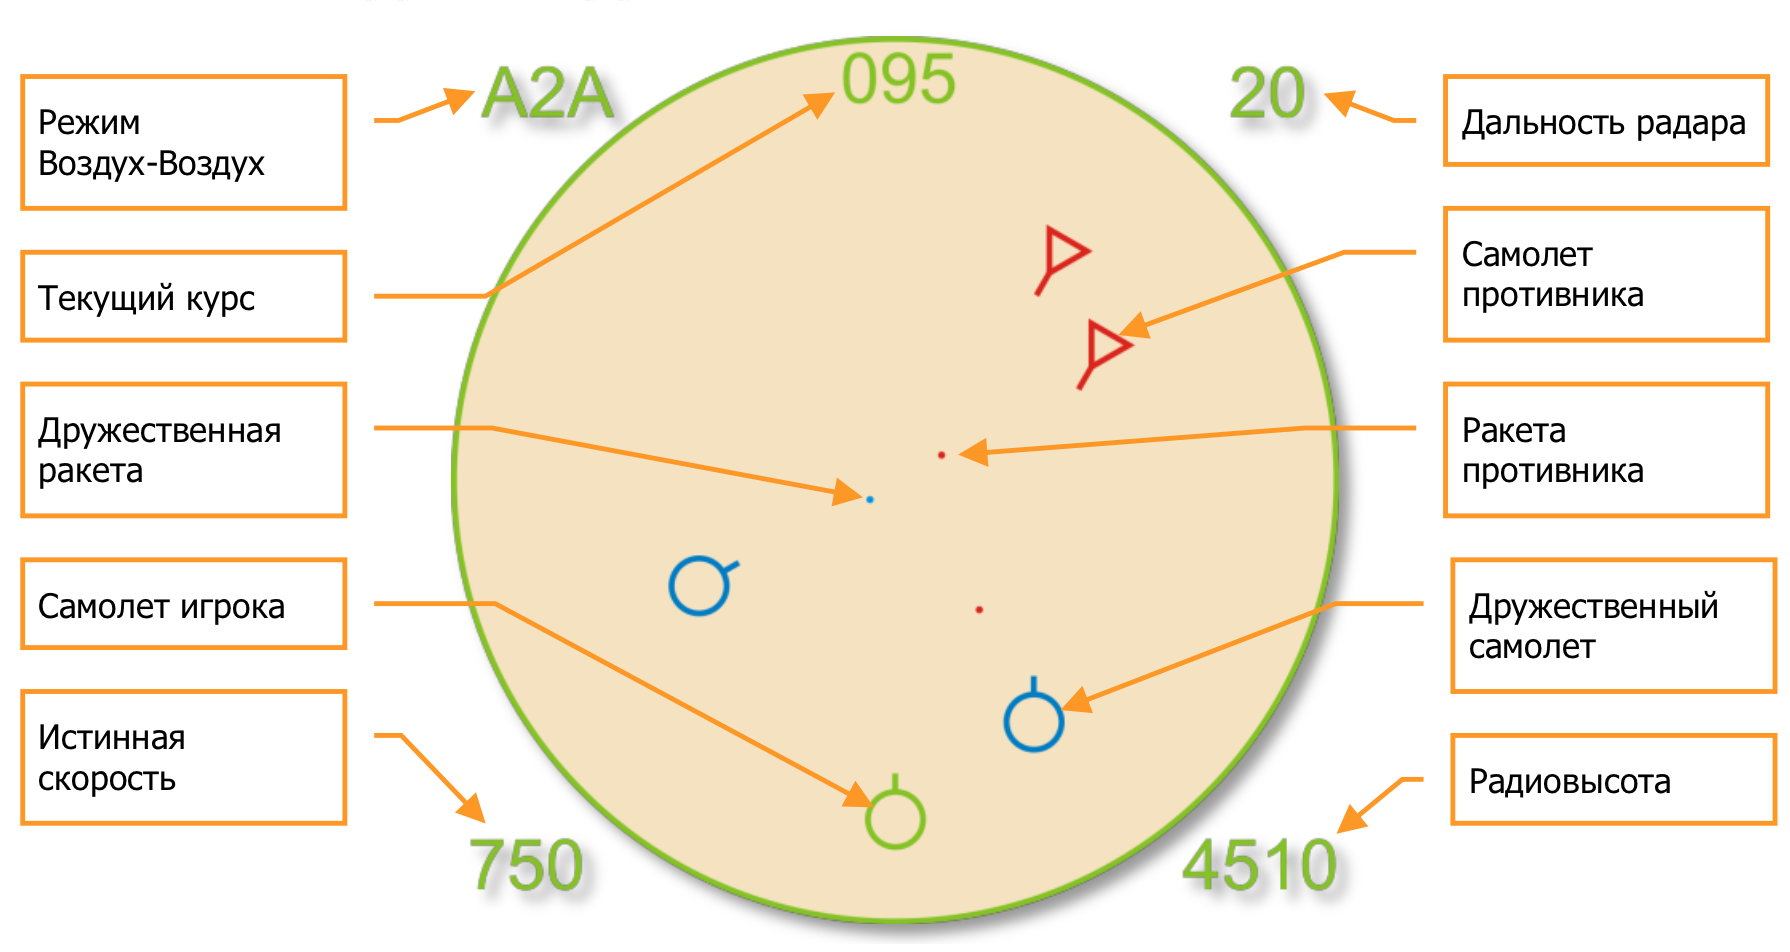 A2A
095
20
Режим
Воздух-Воздух
Дальность радара
Текущий курс
Самолет
противника
Дружественная
ракета
Ракета
противника
Самолет игрока
Дружественный
самолет
Истинная
скорость
Радиовысота
750
4510